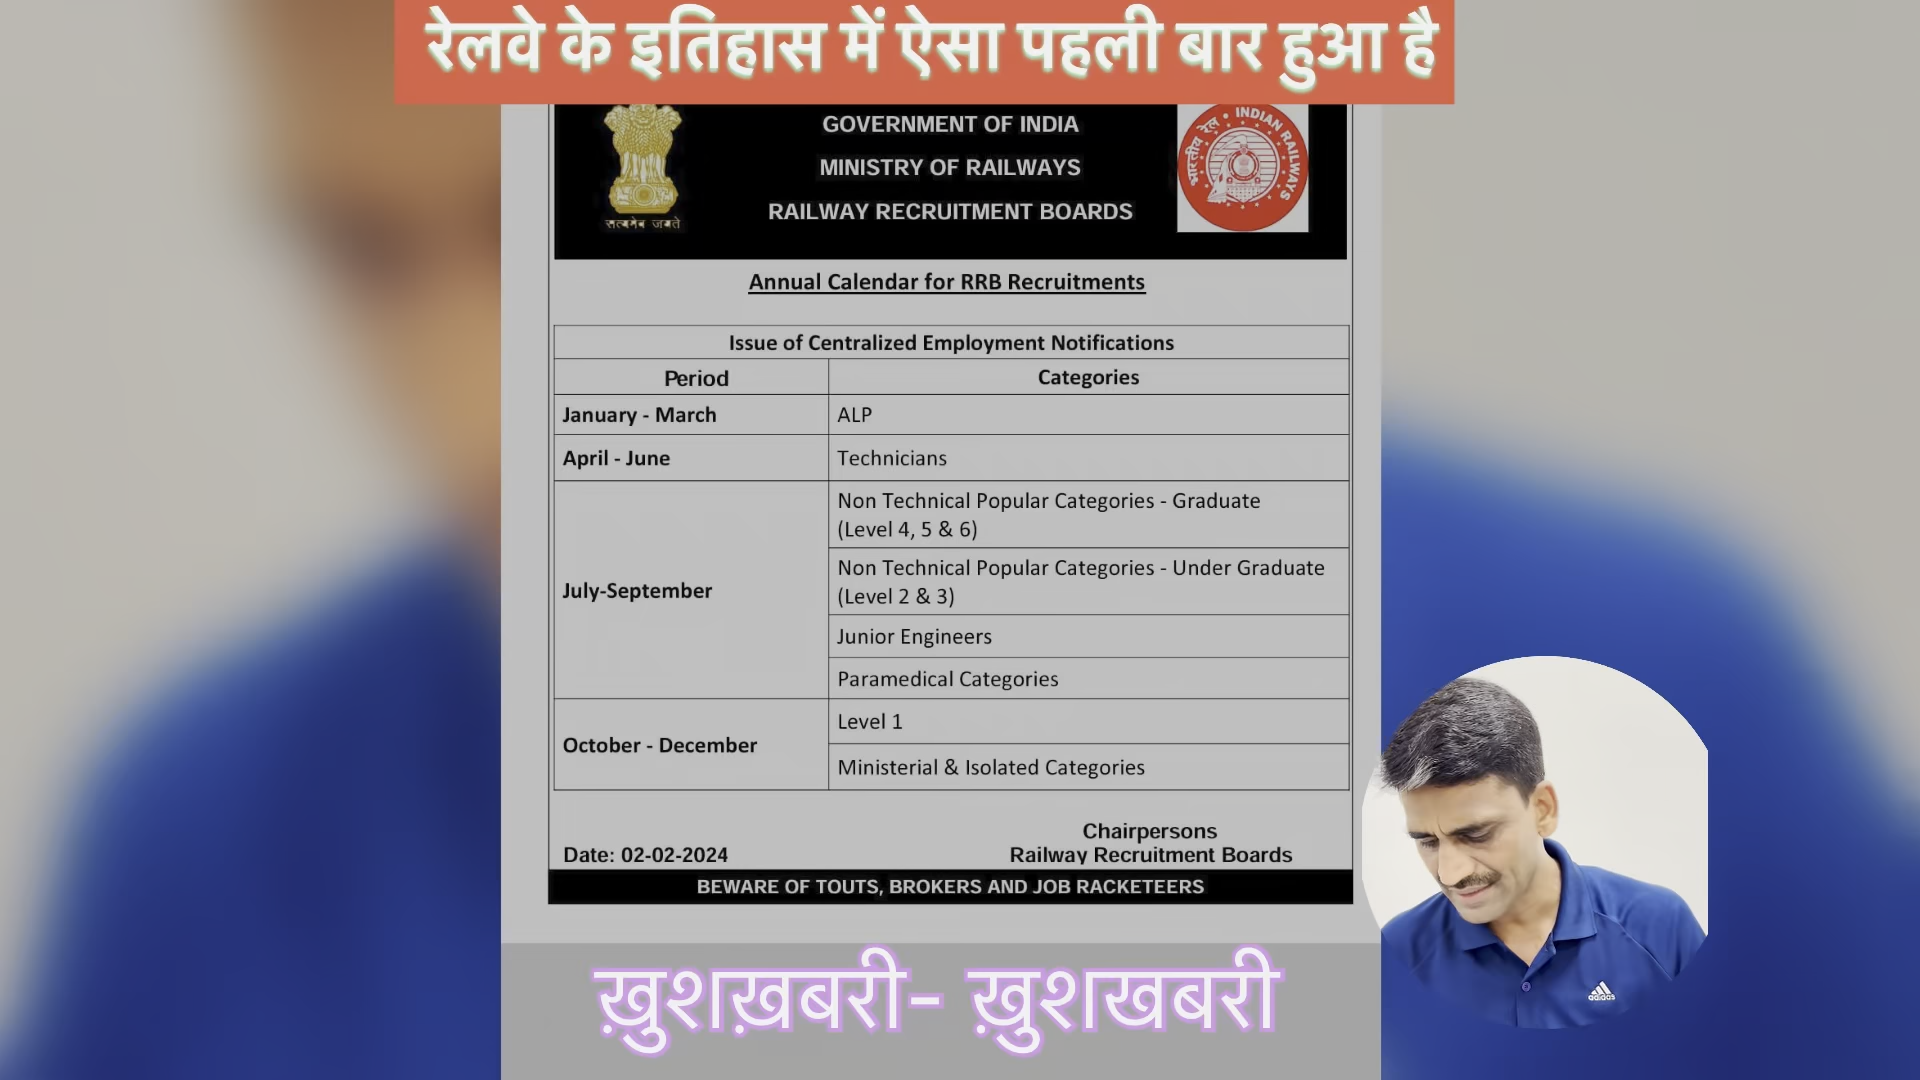 रेलवे के इतिहास में ऐसा पहली बार हुआ है
GOVERNMENT OF INDIA
MINISTRY OF RAILWAYS
RAILWAY RECRUITMENT BOARDS
सत्यमेव जयते
भारतीय रेल • INDIAN RAILWAYS
Annual Calendar for RRB Recruitments
Issue of Centralized Employment Notifications
Period Categories
January - March ALP
April - June Technicians
July-September
Non Technical Popular Categories - Graduate
(Level 4, 5 & 6)
Non Technical Popular Categories - Under Graduate
(Level 2 & 3)
Junior Engineers
Paramedical Categories
October - December
Level 1
Ministerial & Isolated Categories
Chairpersons
Date: 02-02-2024 Railway Recruitment Boards
BEWARE OF TOUTS, BROKERS AND JOB RACKETEERS
adidas
ख़ुशख़बरी- ख़ुशखबरी